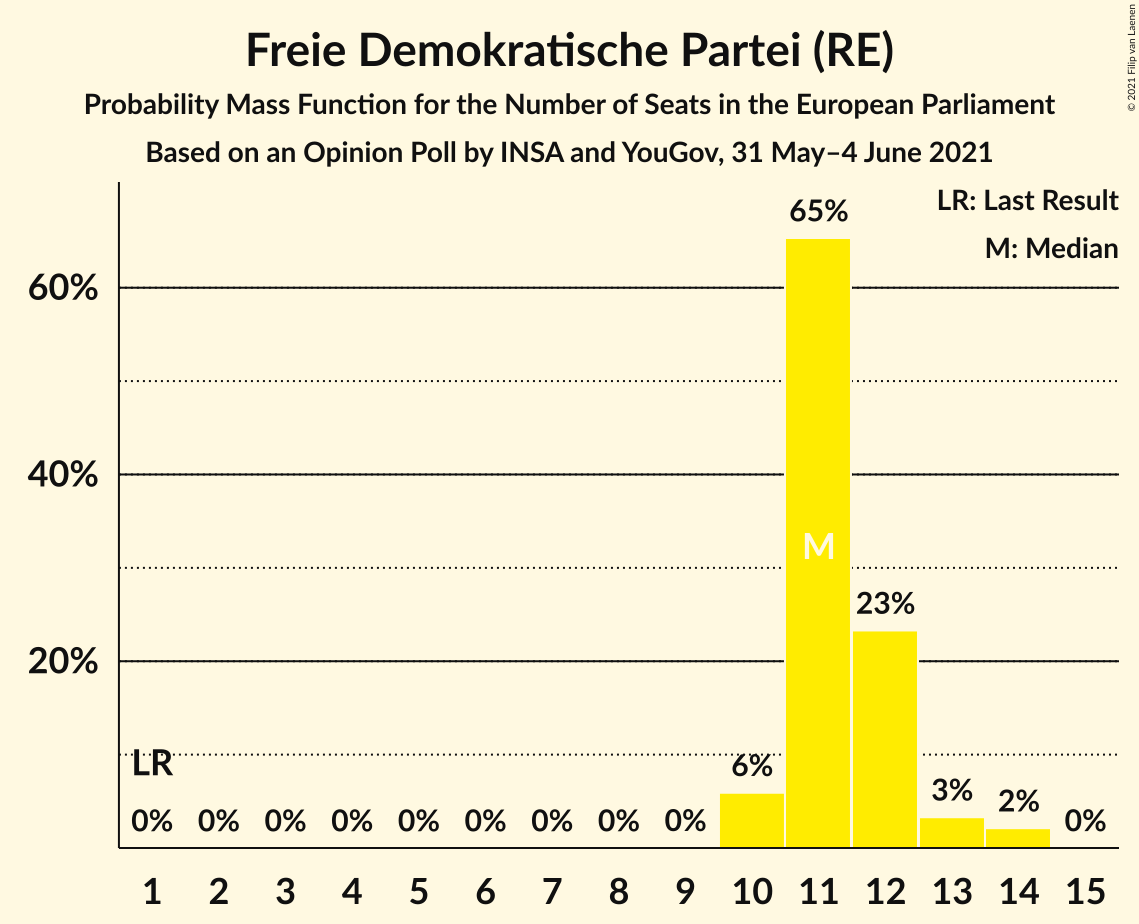 Freie Demokratische Partei (RE)
Probability Mass Function for the Number of Seats in the European Parliament
Based on an Opinion Poll by INSA and YouGov, 31 May–4 June 2021
© 2021 Filip van Laenen
LR: Last Result
M: Median
65%
60%
40%
M
23%
20%
LR
6%
3%
2%
0% 0% 0% 0% 0% 0% 0% 0% 0% 0%
1 2 3 4 5 6 7 8 9 10 11 12 13 14 15